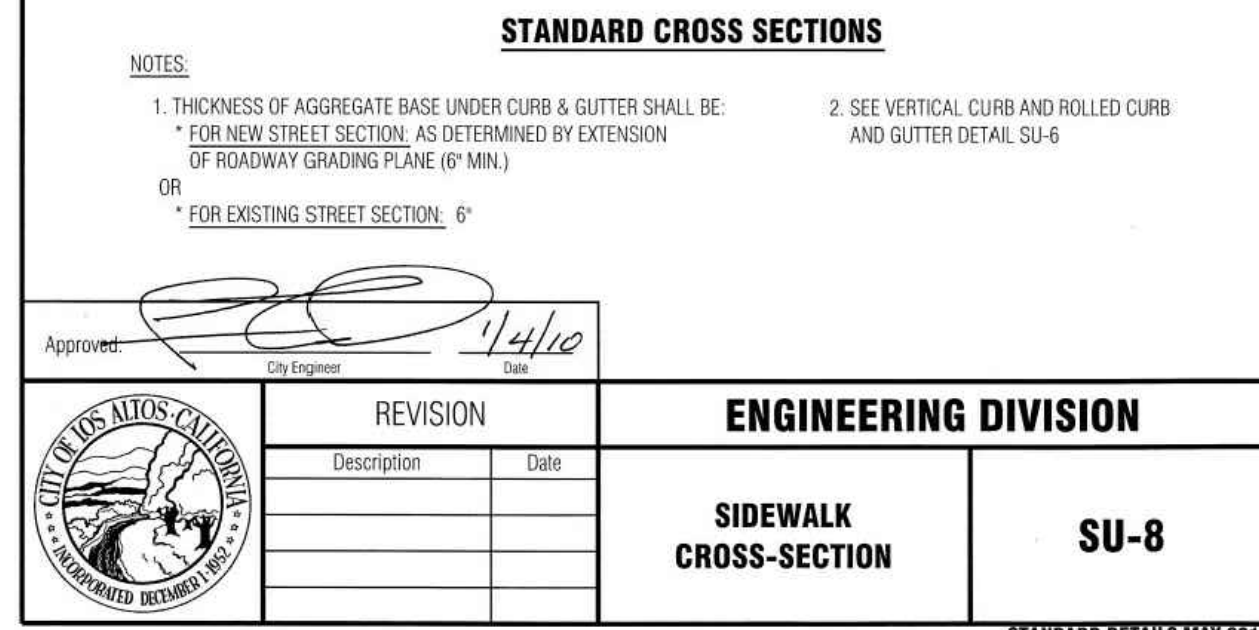 STANDARD CROSS SECTIONS
NOTES:
1. THICKNESS OF AGGREGATE BASE UNDER CURB & GUTTER SHALL BE:
* FOR NEW STREET SECTION: AS DETERMINED BY EXTENSION
OF ROADWAY GRADING PLANE (6" MIN.)
OR
* FOR EXISTING STREET SECTION: 6"
2. SEE VERTICAL CURB AND ROLLED CURB
AND GUTTER DETAIL SU-6
Approved:
1/4/10
City Engineer
Date
CITY OF LOS ALTOS · CALIFORNIA
INCORPORATED DECEMBER 1·1952
REVISION
Description
Date
ENGINEERING DIVISION
SIDEWALK
CROSS-SECTION
SU-8
STANDARD DETAILS MAY